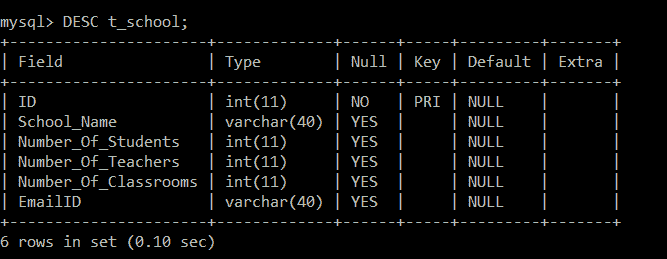 mysql> DESC t_school;
+----------------------+-------------+------+-----+---------+-------+
| Field                | Type        | Null | Key | Default | Extra |
+----------------------+-------------+------+-----+---------+-------+
| ID                   | int(11)     | NO   | PRI | NULL    |       |
| School_Name          | varchar(40) | YES  |     | NULL    |       |
| Number_Of_Students   | int(11)     | YES  |     | NULL    |       |
| Number_Of_Teachers   | int(11)     | YES  |     | NULL    |       |
| Number_Of_Classrooms | int(11)     | YES  |     | NULL    |       |
| EmailID              | varchar(40) | YES  |     | NULL    |       |
+----------------------+-------------+------+-----+---------+-------+
6 rows in set (0.10 sec)